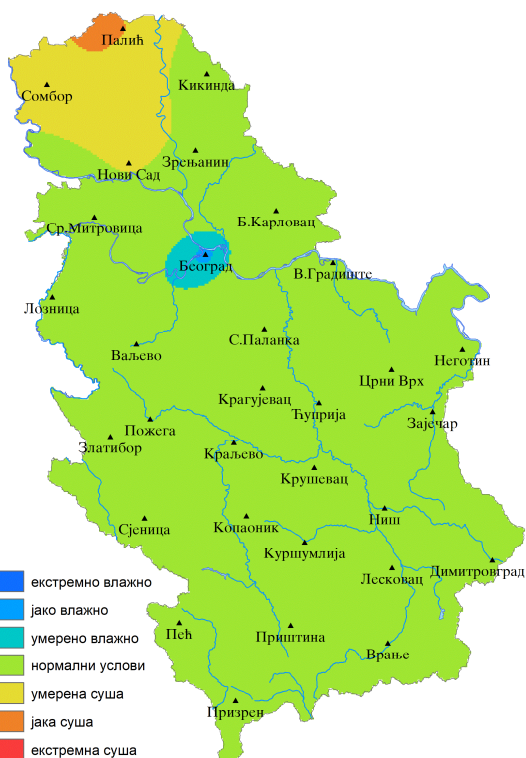 Палић
Кикинда
Сомбор
Зрењанин
Нови Сад
Б.Карловац
Ср.Митровица
Београд
В.Градиште
Лозница
С.Паланка
Ваљево
Неготин
Црни Врх
Крагујевац
Ћуприја
Зајечар
Пожега
Златибор
Краљево
Крушевац
Ниш
Сјеница
Копаоник
Куршумлија
Лесковац
Димитровград
екстремно влажно
јако влажно
умерено влажно
нормални услови
умерена суша
јака суша
екстремна суша
Пећ
Приштина
Врање
Призрен